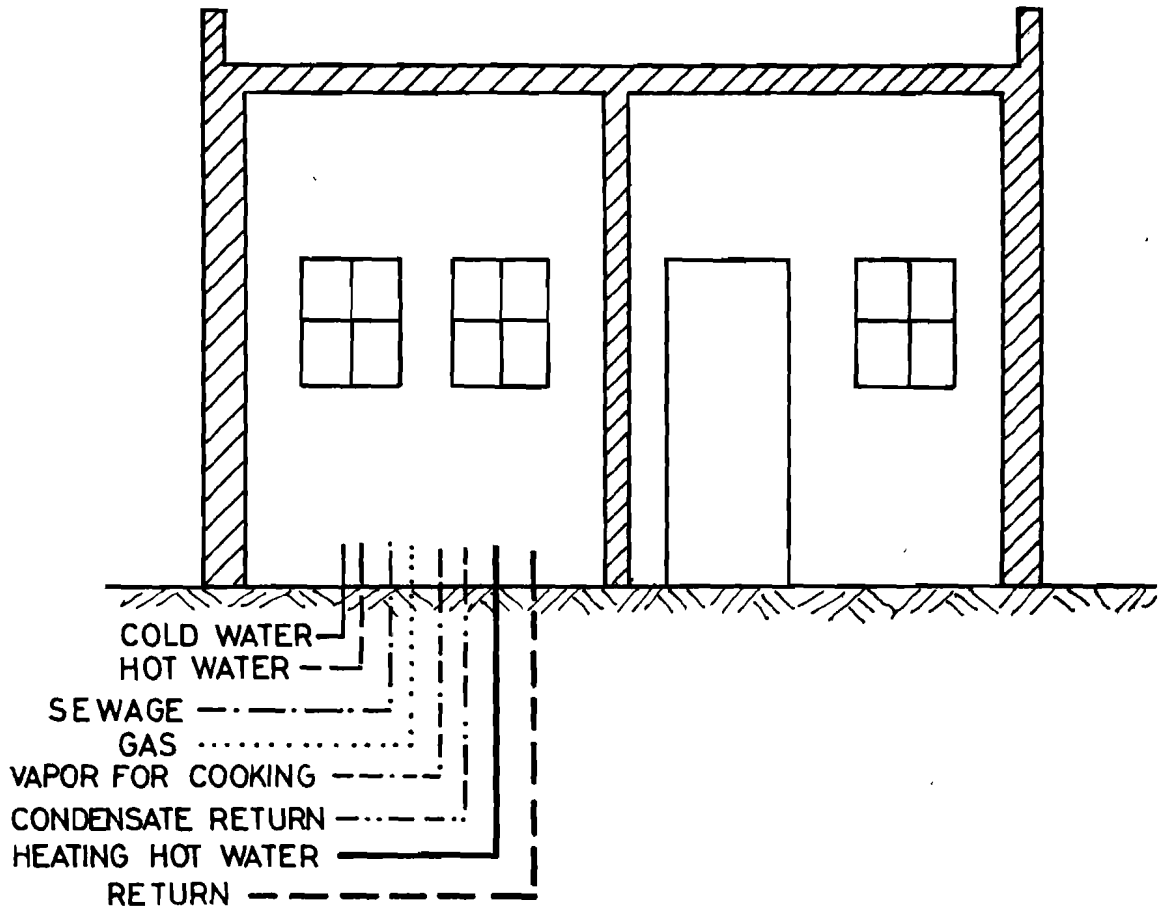 COLD WATER
HOT WATER
SEWAGE
GAS
VAPOR FOR COOKING
CONDENSATE RETURN
HEATING HOT WATER
RETURN